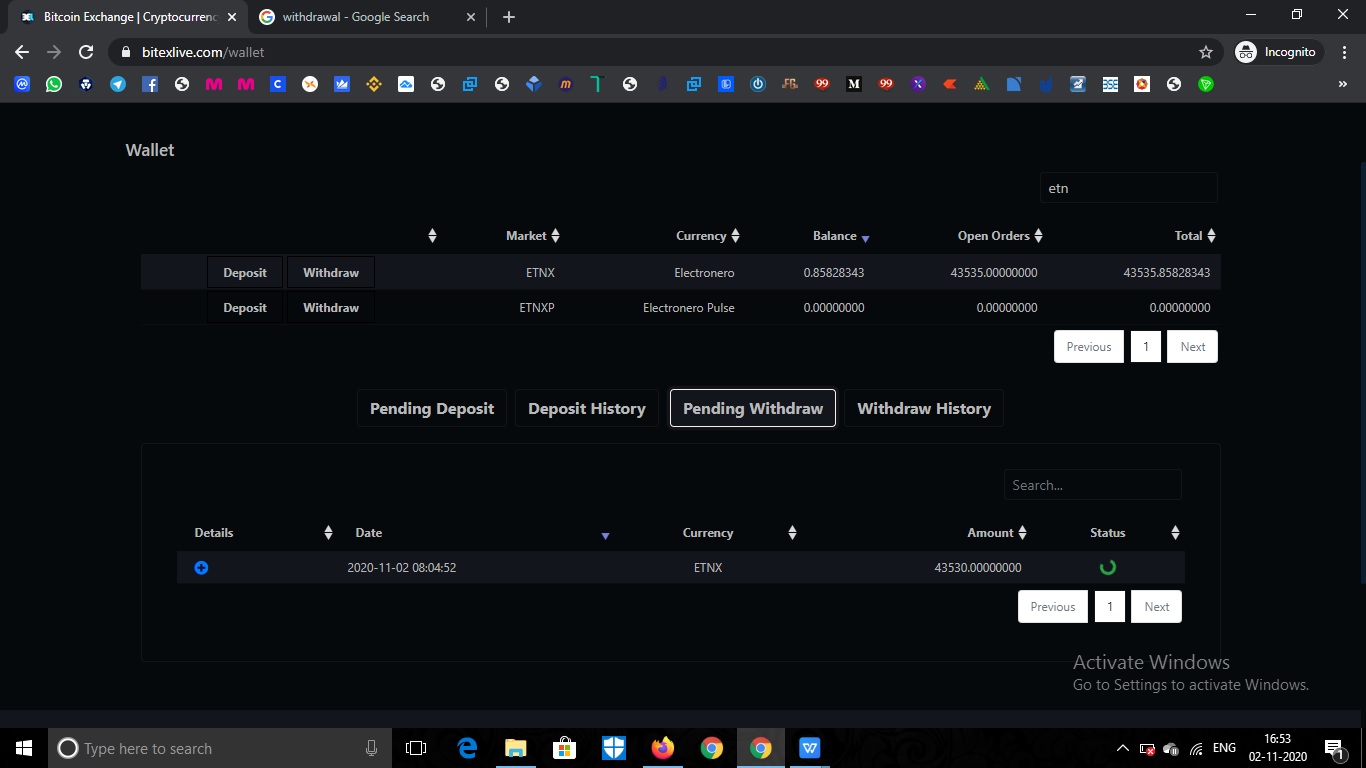 Bitcoin Exchange | Cryptocurrenc
withdrawal - Google Search
bitexlive.com/wallet
Incognito
Wallet
etn
Market Currency Balance Open Orders Total
Deposit Withdraw ETNX Electronero 0.85828343 43535.00000000 43535.85828343
Deposit Withdraw ETNXP Electronero Pulse 0.00000000 0.00000000 0.00000000
Previous 1 Next
Pending Deposit Deposit History Pending Withdraw Withdraw History
Search...
Details Date Currency Amount Status
2020-11-02 08:04:52 ETNX 43530.00000000
Previous 1 Next
Activate Windows
Go to Settings to activate Windows.
Type here to search
ENG
16:53
02-11-2020
1